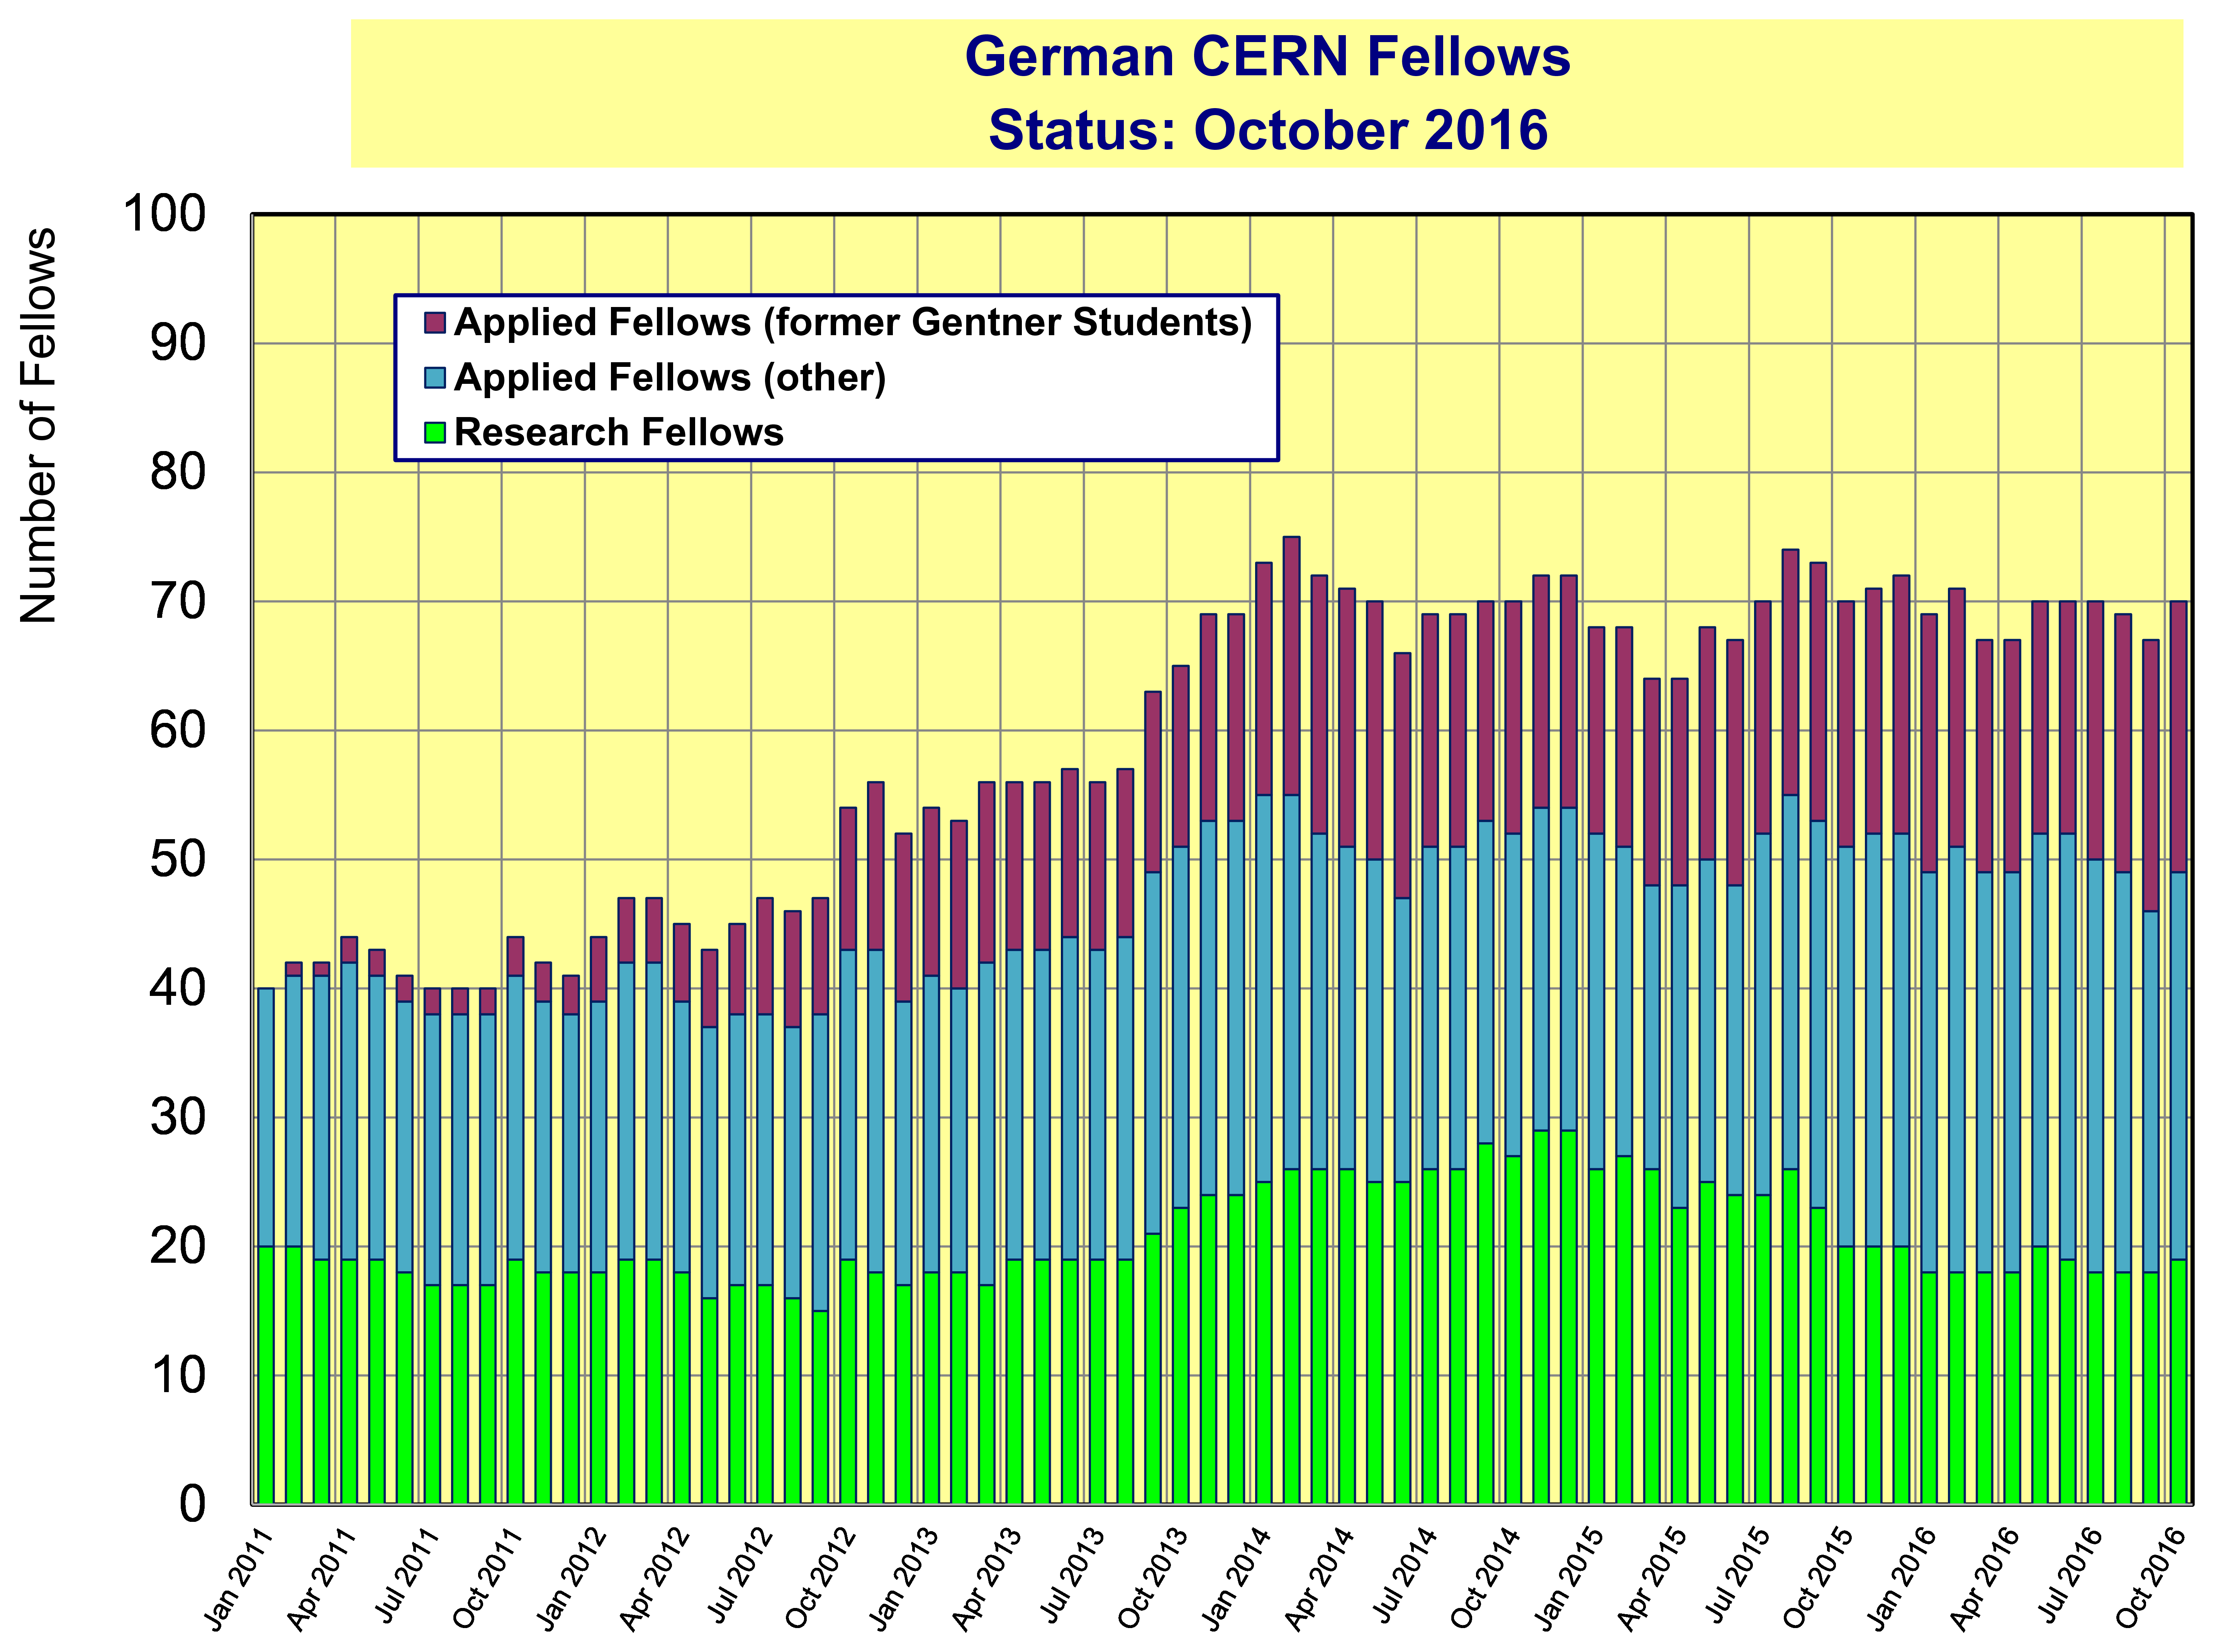 German CERN Fellows
Status: October 2016
Number of Fellows
100
90
80
70
60
50
40
30
20
10
0
Applied Fellows (former Gentner Students)
Applied Fellows (other)
Research Fellows
Jan 2011
Apr 2011
Jul 2011
Oct 2011
Jan 2012
Apr 2012
Jul 2012
Oct 2012
Jan 2013
Apr 2013
Jul 2013
Oct 2013
Jan 2014
Apr 2014
Jul 2014
Oct 2014
Jan 2015
Apr 2015
Jul 2015
Oct 2015
Jan 2016
Apr 2016
Jul 2016
Oct 2016